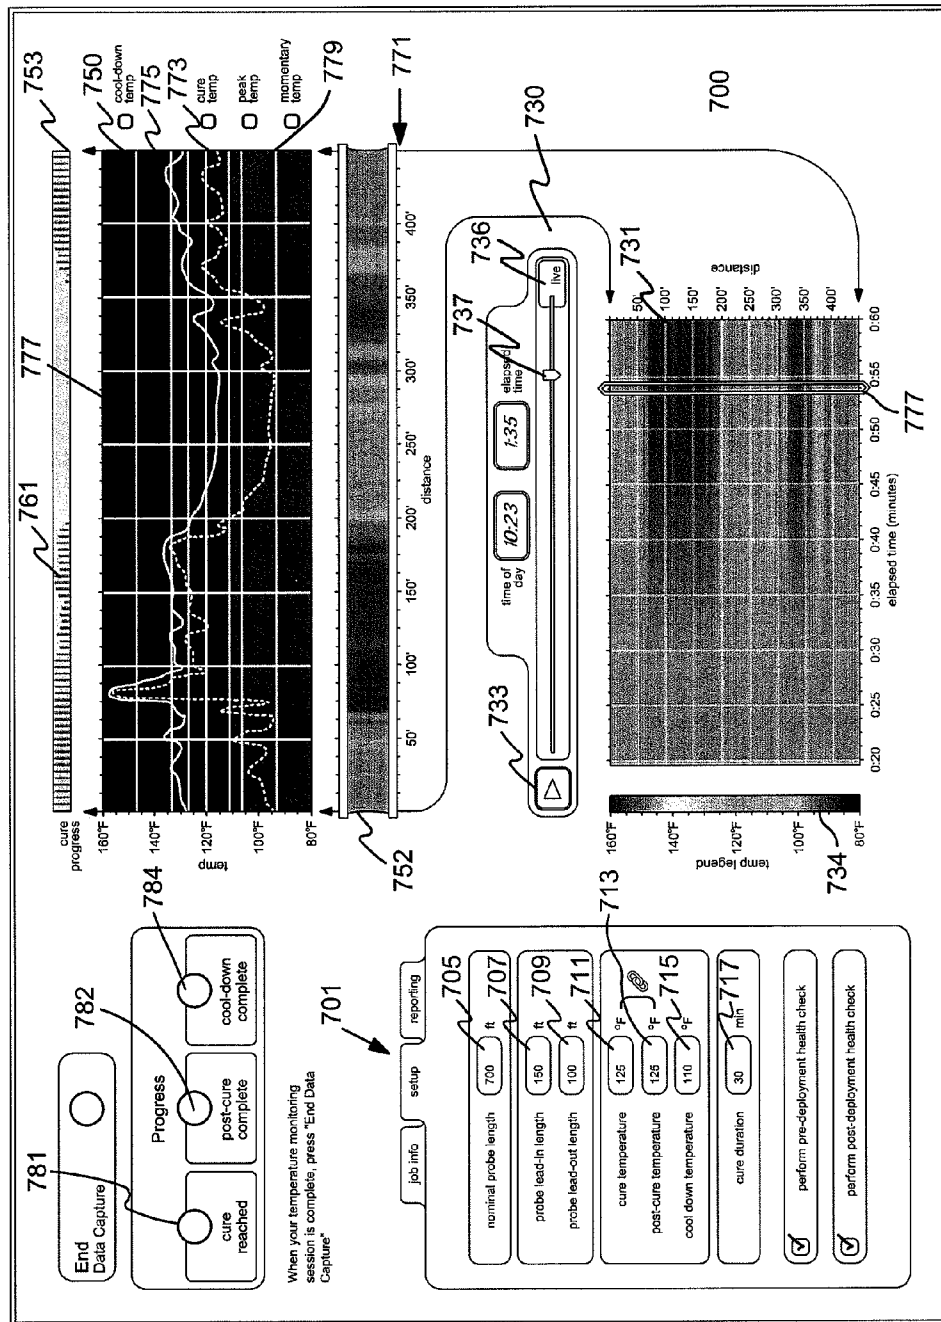 End
Data Capture
Progress
781
782
784
cure
reached
post-cure
complete
cool-down
complete
When your temperature monitoring
session is complete, press "End Data
Capture"
701
job info
setup
reporting
nominal probe length 700 ft 705
probe lead-in length 150 ft 707
probe lead-out length 100 ft 709
cure temperature 125 °F 711
post-cure temperature 125 °F 713
cool down temperature 110 °F 715
cure duration 30 min 717
perform pre-deployment health check
perform post-deployment health check
761
777
753
cure
progress
750
cool-down
temp
775
773
cure
temp
peak
temp
momentary
temp
779
160°F
140°F
120°F
100°F
80°F
temp
752
771
50' 100' 150' 200' 250' 300' 350' 400'
distance
733
time of
day
10:23
1:35
elapsed
time
737
736
live
730
700
734
temp legend
160°F
140°F
120°F
100°F
80°F
731
distance
50'
100'
150'
200'
250'
300'
350'
400'
0:20 0:25 0:30 0:35 0:40 0:45 0:50 0:55 0:60
elapsed time (minutes)
777